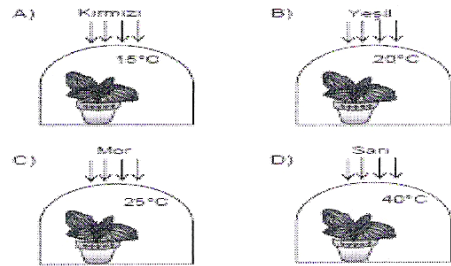 A) Kırmızı
15°C
B) Yeşil
20°C
C) Mor
25°C
D) Sarı
40°C